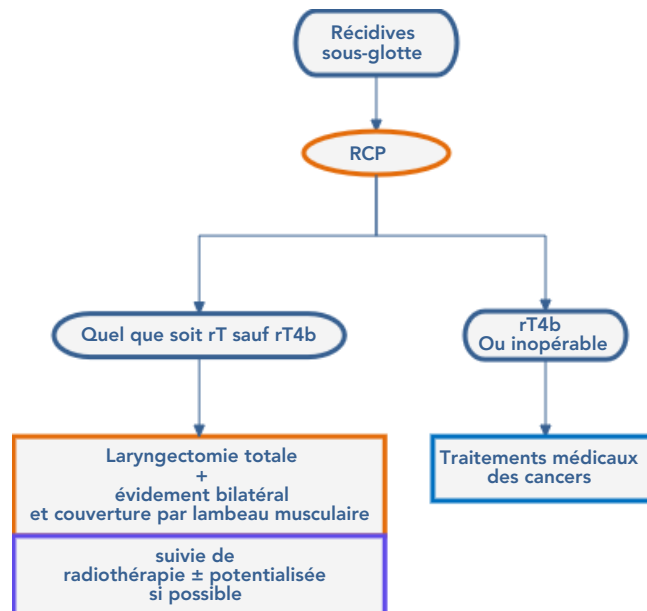 Récidives
sous-glotte
RCP
Quel que soit rT sauf rT4b
rT4b
Ou inopérable
Laryngectomie totale
+
évidement bilatéral
et couverture par lambeau musculaire
Traitements médicaux
des cancers
suivie de
radiothérapie ± potentialisée
si possible